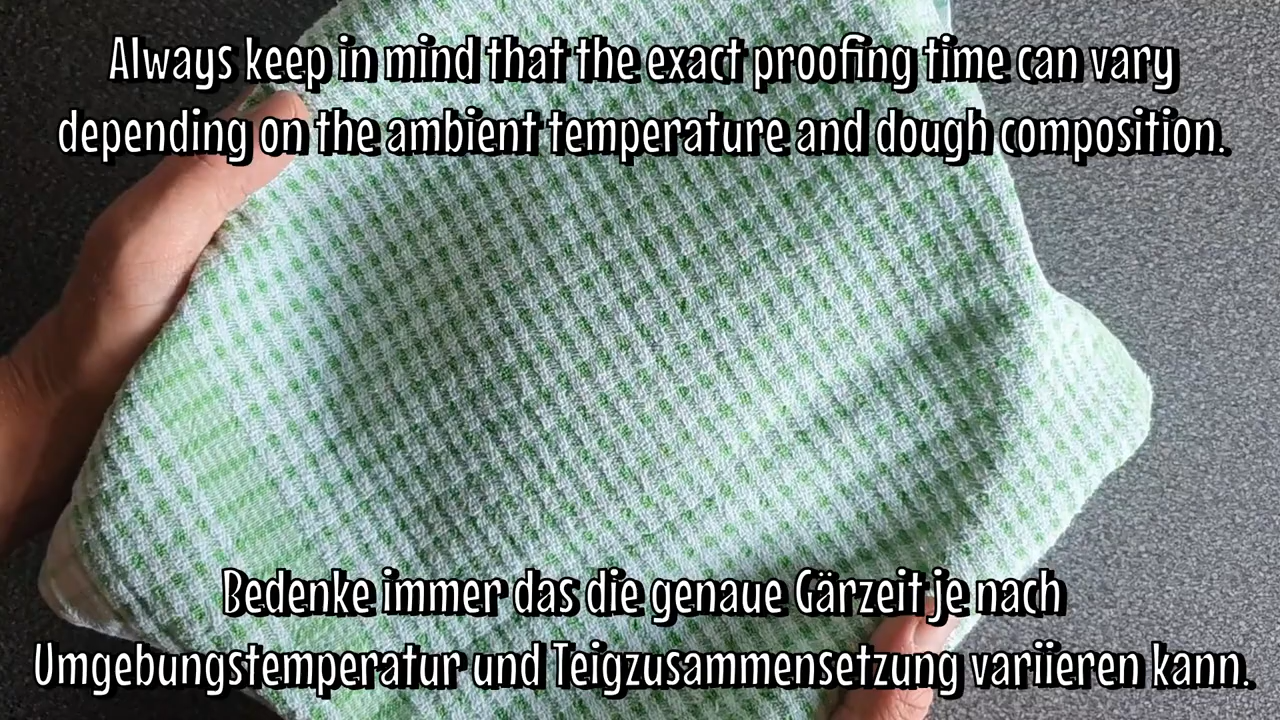 Always keep in mind that the exact proofing time can vary
depending on the ambient temperature and dough composition.
Bedenke immer das die genaue Gärzeit je nach
Umgebungstemperatur und Teigzusammensetzung variieren kann.